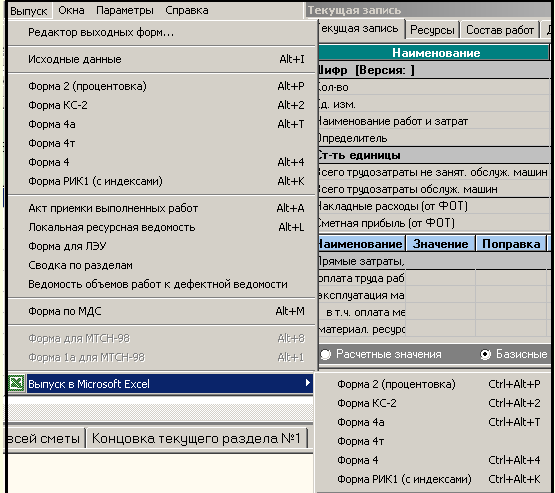 Выпуск Окна Параметры Справка
Редактор выходных форм...
Исходные данные Alt+I
Форма 2 (процентовка) Alt+P
Форма КС-2 Alt+2
Форма 4а Alt+T
Форма 4т
Форма 4 Alt+4
Форма РИК1 (с индексами) Alt+K
Акт приемки выполненных работ Alt+A
Локальная ресурсная ведомость Alt+L
Форма для ЛЭУ
Сводка по разделам
Ведомость объемов работ к дефектной ведомости
Форма по МДС Alt+M
Форма для МТСН-98 Alt+8
Форма 1а для МТСН-98 Alt+1
Выпуск в Microsoft Excel
всей сметы Концовка текущего раздела №1
Текущая запись
екущая запись Ресурсы Состав работ
Наименование
Шифр [Версия: ]
Кол-во
Ед. изм.
Наименование работ и затрат
Определитель
Ст-ть единицы
Всего трудозатраты не занят. обслуж. машин
Всего трудозатраты обслуж. машин
Накладные расходы (от ФОТ)
Сметная прибыль (от ФОТ)
Наименование Значение Поправка
Прямые затраты,
оплата труда раб
эксплуатация ма
в т.ч. оплата ме
материал. ресурс
Расчетные значения Базисные
Форма 2 (процентовка) Ctrl+Alt+P
Форма КС-2 Ctrl+Alt+2
Форма 4а Ctrl+Alt+T
Форма 4т
Форма 4 Ctrl+Alt+4
Форма РИК1 (с индексами) Ctrl+Alt+K